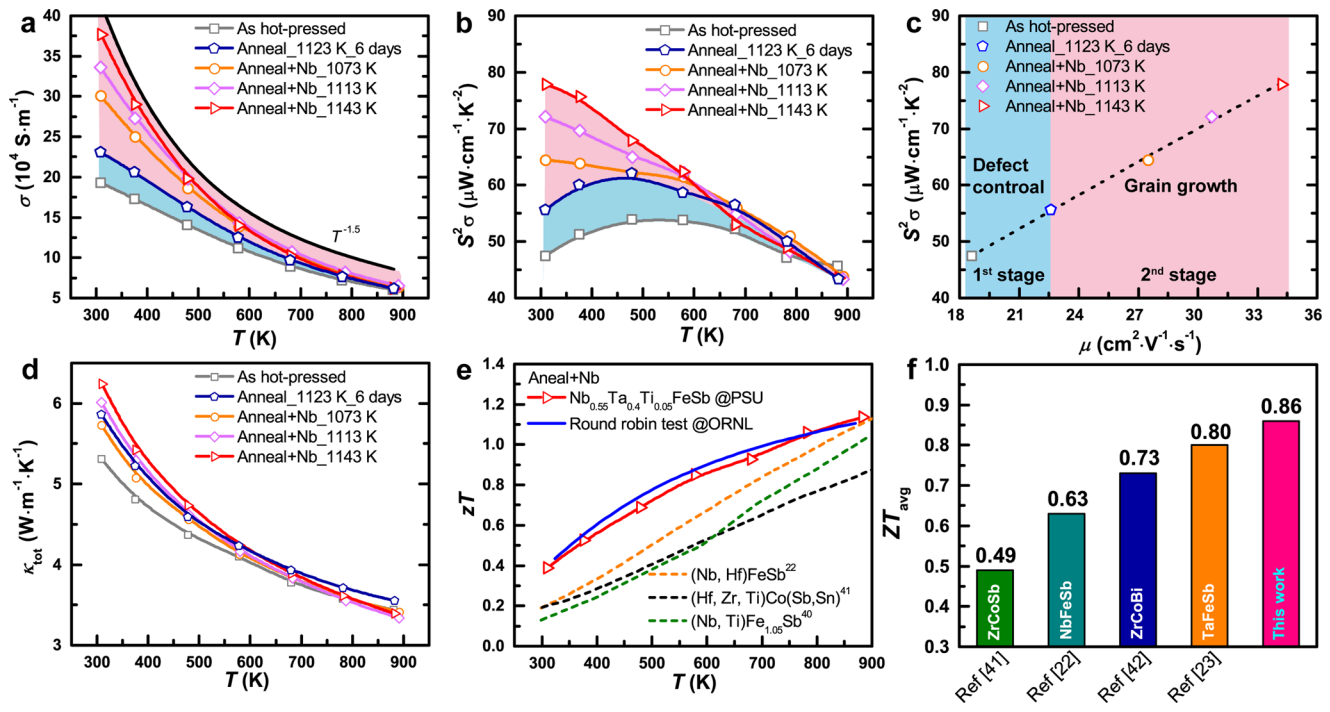 a
As hot-pressed
Anneal_1123 K_6 days
Anneal+Nb_1073 K
Anneal+Nb_1113 K
Anneal+Nb_1143 K
T⁻¹·⁵
σ (10⁴ S·m⁻¹)
40
35
30
25
20
15
10
5
300 400 500 600 700 800 900
T (K)
b
As hot-pressed
Anneal_1123 K_6 days
Anneal+Nb_1073 K
Anneal+Nb_1113 K
Anneal+Nb_1143 K
S²σ (μW·cm⁻¹·K⁻²)
90
80
70
60
50
40
300 400 500 600 700 800 900
T (K)
c
As hot-pressed
Anneal_1123 K_6 days
Anneal+Nb_1073 K
Anneal+Nb_1113 K
Anneal+Nb_1143 K
Defect
controal
Grain growth
1ˢᵗ stage
2ⁿᵈ stage
S²σ (μW·cm⁻¹·K⁻²)
90
80
70
60
50
40
18 21 24 27 30 33 36
μ (cm²·V⁻¹·s⁻¹)
d
As hot-pressed
Anneal_1123 K_6 days
Anneal+Nb_1073 K
Anneal+Nb_1113 K
Anneal+Nb_1143 K
κtot (W·m⁻¹·K⁻¹)
6
5
4
3
300 400 500 600 700 800 900
T (K)
e
Aneal+Nb
Nb₀.₅₅Ta₀.₄Ti₀.₀₅FeSb @PSU
Round robin test @ORNL
(Nb, Hf)FeSb²²
(Hf, Zr, Ti)Co(Sb,Sn)⁴¹
(Nb, Ti)Fe₁.₀₅Sb⁴⁰
zT
1.4
1.2
1.0
0.8
0.6
0.4
0.2
0.0
300 400 500 600 700 800 900
T (K)
f
ZTavg
1.0
0.9
0.8
0.7
0.6
0.5
0.4
0.3
0.49
0.63
0.73
0.80
0.86
ZrCoSb
NbFeSb
ZrCoBi
TaFeSb
This work
Ref [41]
Ref [22]
Ref [42]
Ref [23]